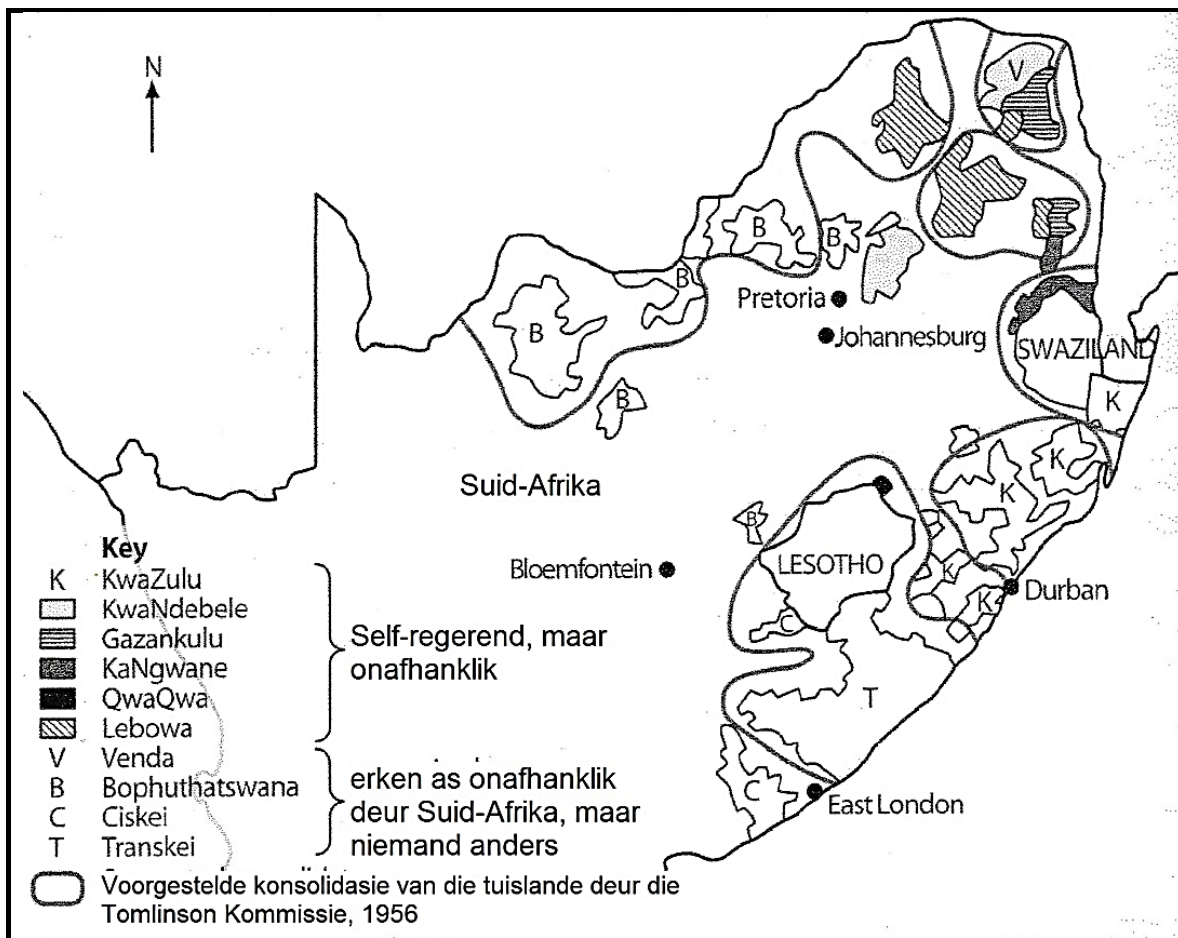 N
V
B
B
B
B
B
Pretoria
Johannesburg
SWAZILAND
K
K
K
Suid-Afrika
B
Bloemfontein
LESOTHO
K
K
Durban
C
T
C
East London
Key
K KwaZulu
KwaNdebele
Gazankulu
KaNgwane
QwaQwa
Lebowa
Self-regerend, maar
onafhanklik
V Venda
B Bophuthatswana
C Ciskei
T Transkei
erken as onafhanklik
deur Suid-Afrika, maar
niemand anders
Voorgestelde konsolidasie van die tuislande deur die
Tomlinson Kommissie, 1956